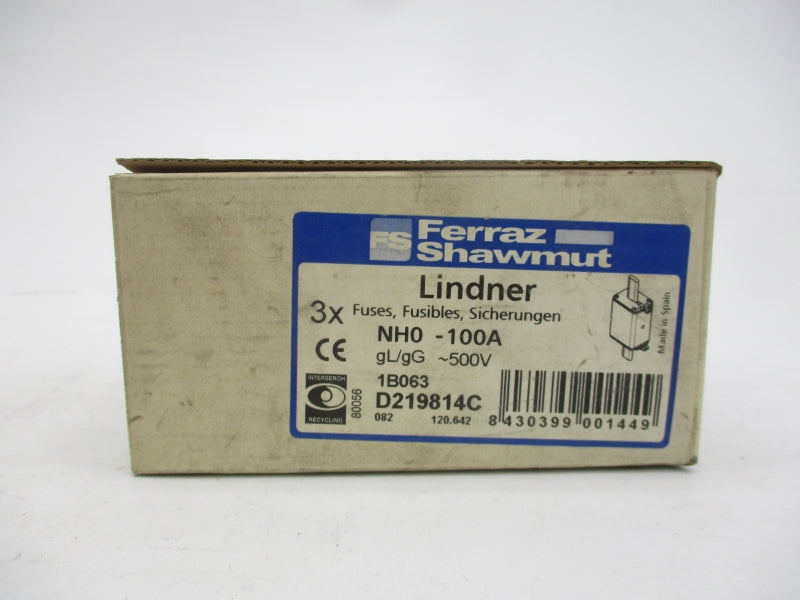 FS Ferraz
Shawmut
Lindner
3x Fuses, Fusibles, Sicherungen
NH0 -100A
CE gL/gG ~500V
Made in Spain
INTERSEROH
RECYCLING
80056
1B063
D219814C
082 120.642
8 430399 001449